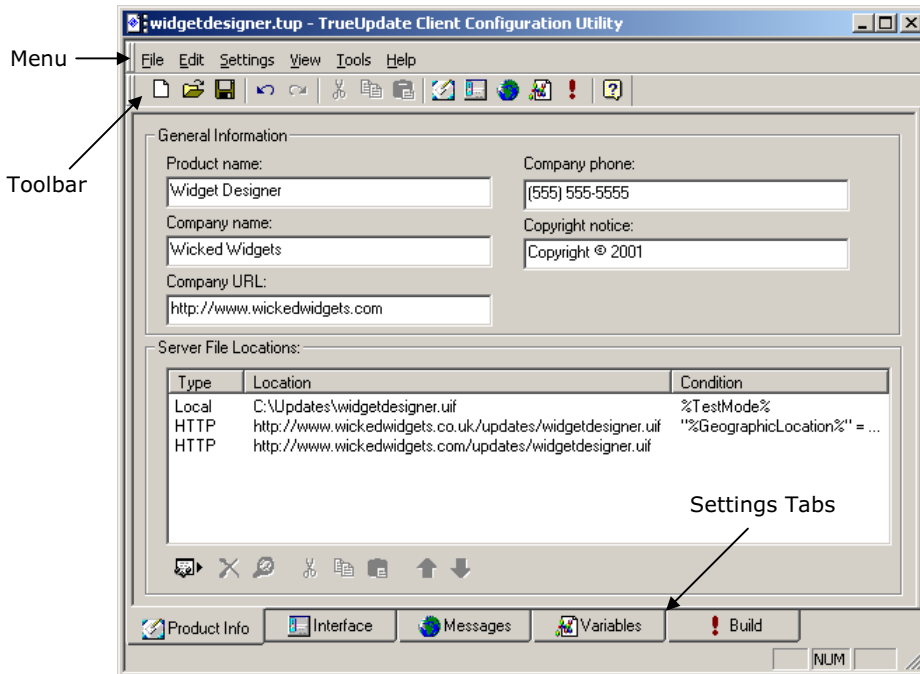 widgetdesigner.tup - TrueUpdate Client Configuration Utility
Menu
File Edit Settings View Tools Help
Toolbar
General Information
Product name:
Widget Designer
Company phone:
(555) 555-5555
Company name:
Wicked Widgets
Copyright notice:
Copyright © 2001
Company URL:
http://www.wickedwidgets.com
Server File Locations:
Type Location Condition
Local C:\Updates\widgetdesigner.uif %TestMode%
HTTP http://www.wickedwidgets.co.uk/updates/widgetdesigner.uif "%GeographicLocation%" = ...
HTTP http://www.wickedwidgets.com/updates/widgetdesigner.uif
Settings Tabs
Product Info Interface Messages Variables Build
NUM